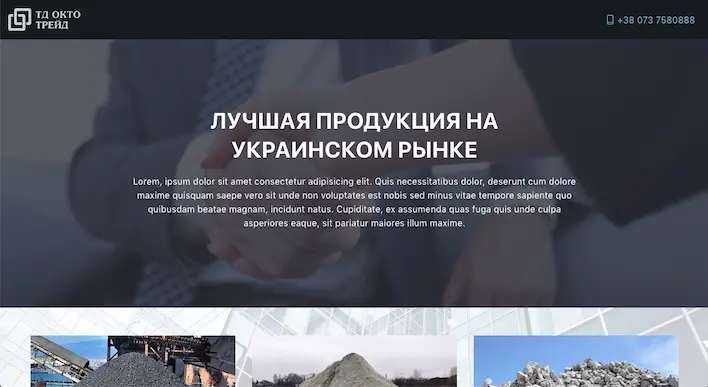 ТД ОКТО
ТРЕЙД
+38 073 7580888
ЛУЧШАЯ ПРОДУКЦИЯ НА
УКРАИНСКОМ РЫНКЕ
Lorem, ipsum dolor sit amet consectetur adipisicing elit. Quis necessitatibus dolor, deserunt cum dolore
maxime quisquam saepe vero sit unde non voluptates est nobis sed minus vitae tempore sapiente quo
quibusdam beatae magnam, incidunt natus. Cupiditate, ex assumenda quas fuga quis unde culpa
asperiores eaque, sit pariatur maiores illum maxime.